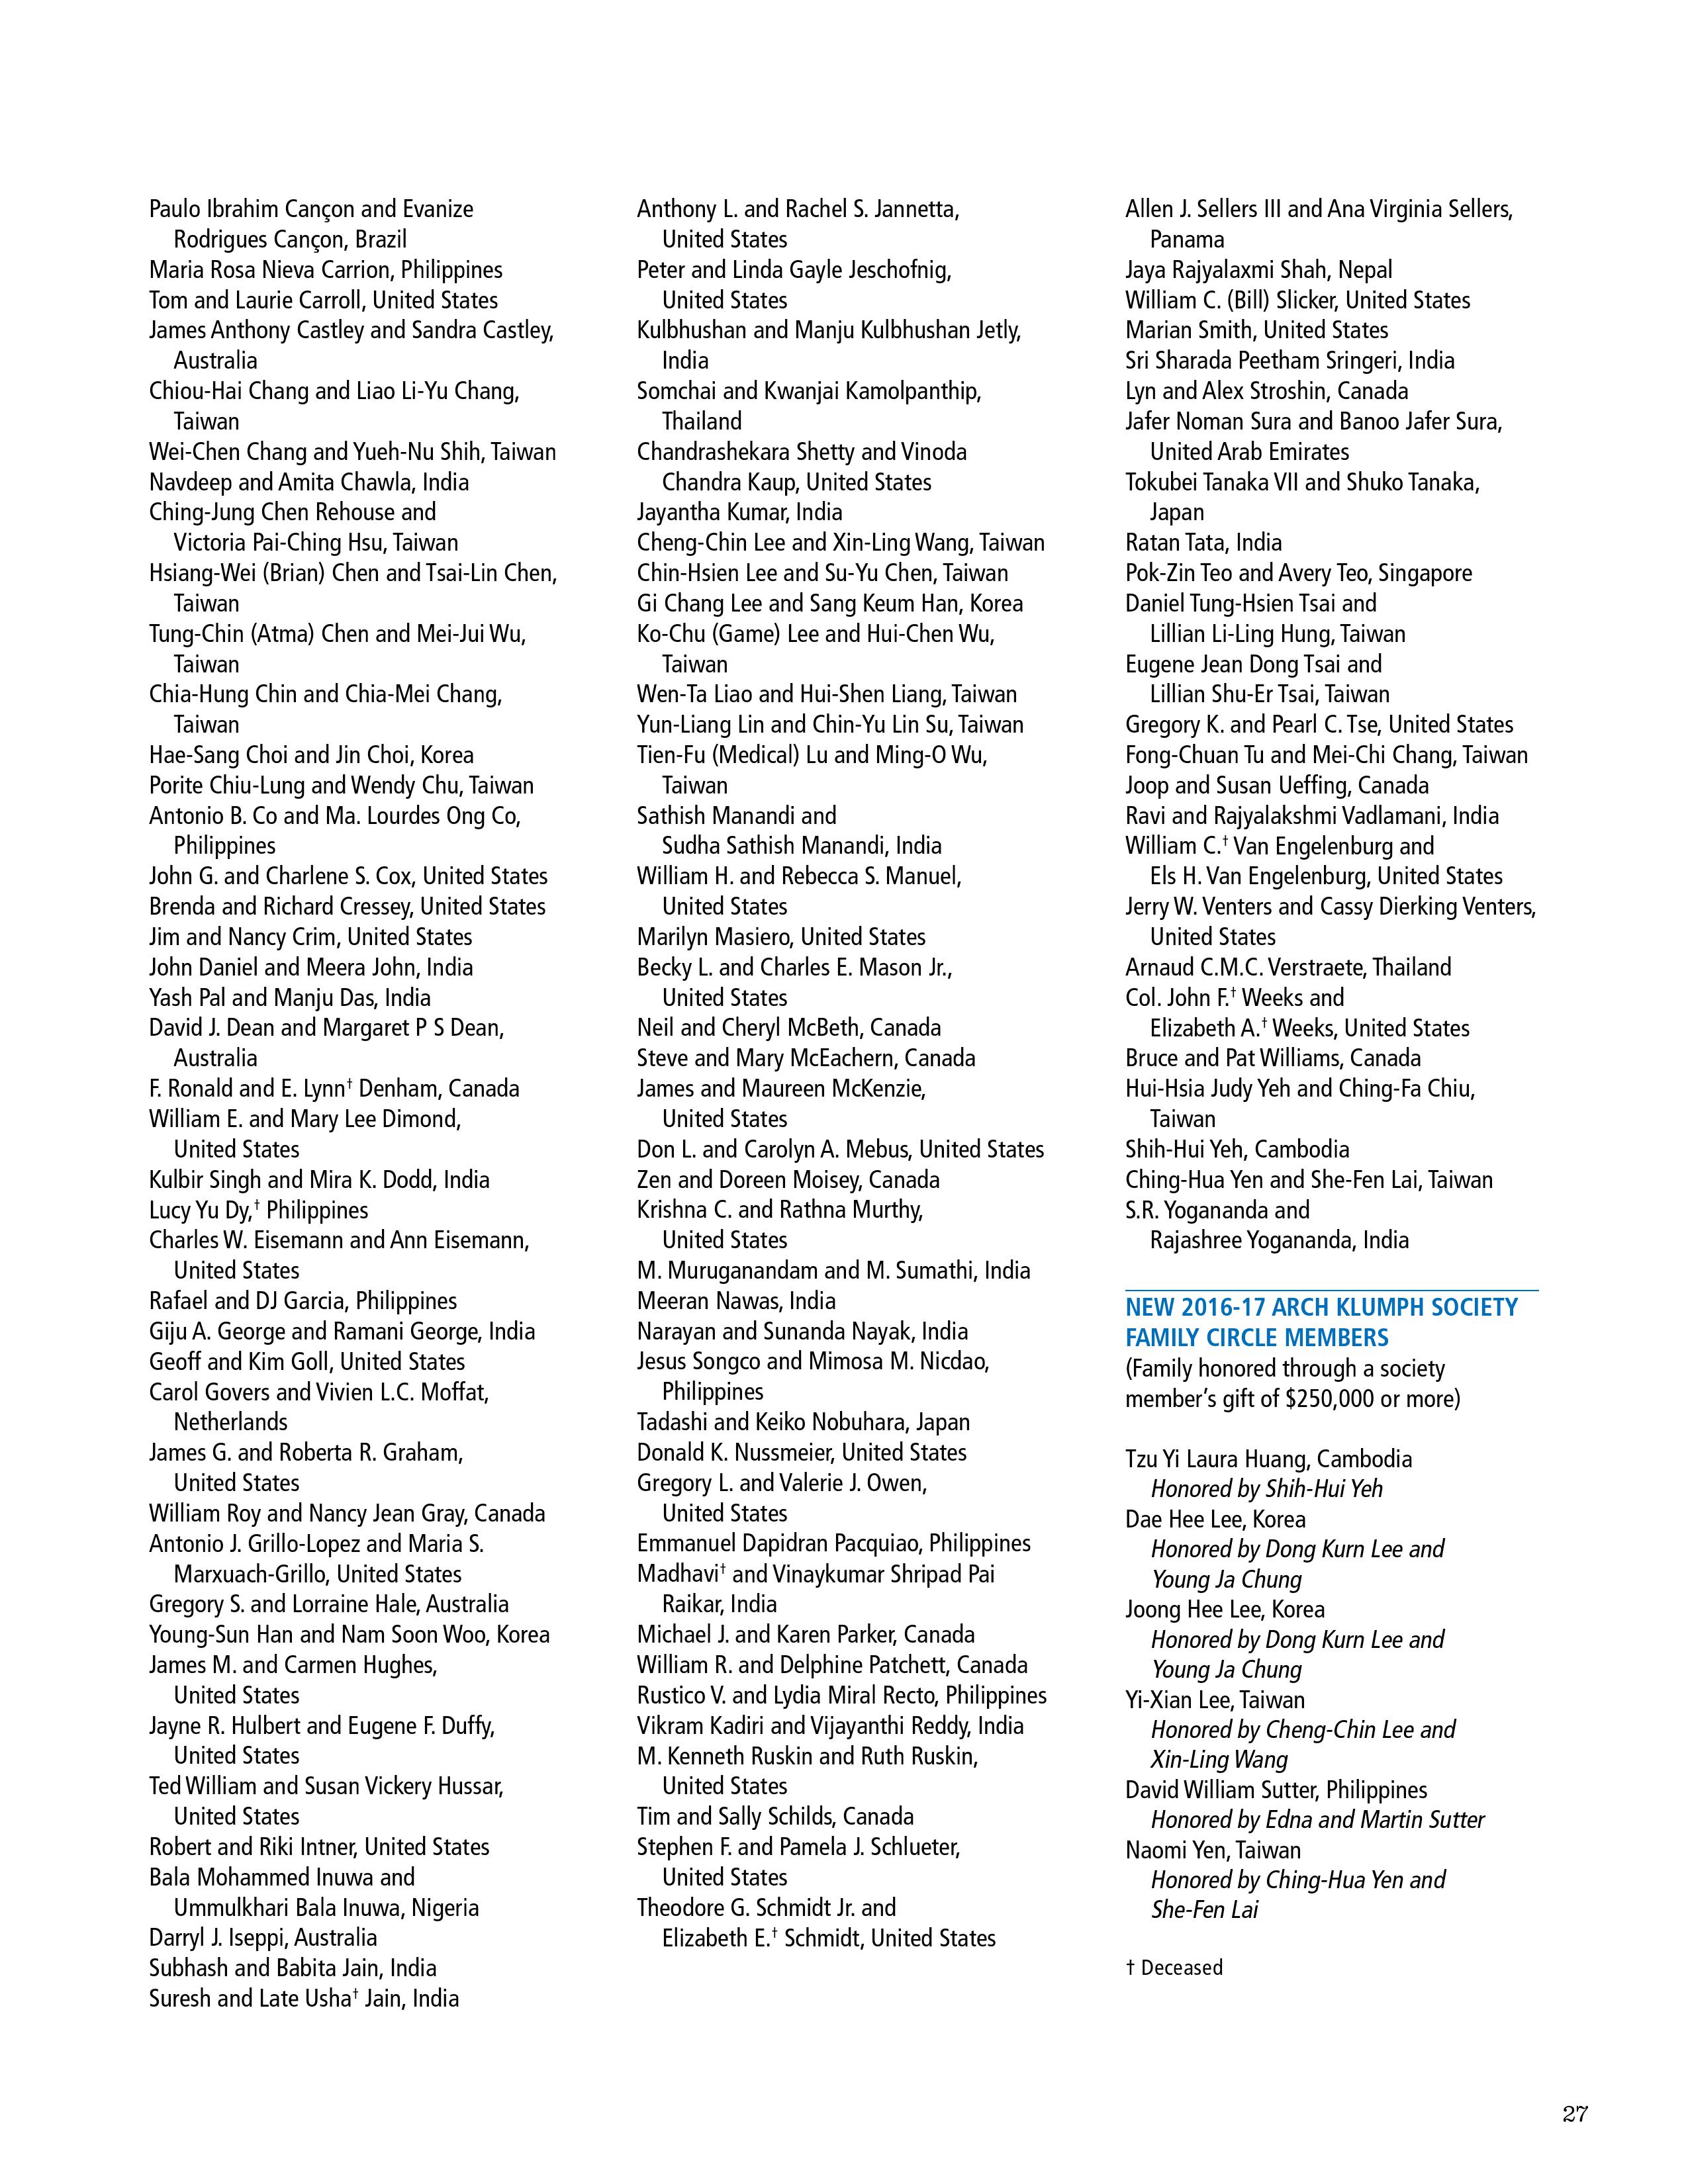 Paulo Ibrahim Cançon and Evanize
Rodrigues Cançon, Brazil
Maria Rosa Nieva Carrion, Philippines
Tom and Laurie Carroll, United States
James Anthony Castley and Sandra Castley,
Australia
Chiou-Hai Chang and Liao Li-Yu Chang,
Taiwan
Wei-Chen Chang and Yueh-Nu Shih, Taiwan
Navdeep and Amita Chawla, India
Ching-Jung Chen Rehouse and
Victoria Pai-Ching Hsu, Taiwan
Hsiang-Wei (Brian) Chen and Tsai-Lin Chen,
Taiwan
Tung-Chin (Atma) Chen and Mei-Jui Wu,
Taiwan
Chia-Hung Chin and Chia-Mei Chang,
Taiwan
Hae-Sang Choi and Jin Choi, Korea
Porite Chiu-Lung and Wendy Chu, Taiwan
Antonio B. Co and Ma. Lourdes Ong Co,
Philippines
John G. and Charlene S. Cox, United States
Brenda and Richard Cressey, United States
Jim and Nancy Crim, United States
John Daniel and Meera John, India
Yash Pal and Manju Das, India
David J. Dean and Margaret P S Dean,
Australia
F. Ronald and E. Lynn† Denham, Canada
William E. and Mary Lee Dimond,
United States
Kulbir Singh and Mira K. Dodd, India
Lucy Yu Dy,† Philippines
Charles W. Eisemann and Ann Eisemann,
United States
Rafael and DJ Garcia, Philippines
Giju A. George and Ramani George, India
Geoff and Kim Goll, United States
Carol Govers and Vivien L.C. Moffat,
Netherlands
James G. and Roberta R. Graham,
United States
William Roy and Nancy Jean Gray, Canada
Antonio J. Grillo-Lopez and Maria S.
Marxuach-Grillo, United States
Gregory S. and Lorraine Hale, Australia
Young-Sun Han and Nam Soon Woo, Korea
James M. and Carmen Hughes,
United States
Jayne R. Hulbert and Eugene F. Duffy,
United States
Ted William and Susan Vickery Hussar,
United States
Robert and Riki Intner, United States
Bala Mohammed Inuwa and
Ummulkhari Bala Inuwa, Nigeria
Darryl J. Iseppi, Australia
Subhash and Babita Jain, India
Suresh and Late Usha† Jain, India
Anthony L. and Rachel S. Jannetta,
United States
Peter and Linda Gayle Jeschofnig,
United States
Kulbhushan and Manju Kulbhushan Jetly,
India
Somchai and Kwanjai Kamolpanthip,
Thailand
Chandrashekara Shetty and Vinoda
Chandra Kaup, United States
Jayantha Kumar, India
Cheng-Chin Lee and Xin-Ling Wang, Taiwan
Chin-Hsien Lee and Su-Yu Chen, Taiwan
Gi Chang Lee and Sang Keum Han, Korea
Ko-Chu (Game) Lee and Hui-Chen Wu,
Taiwan
Wen-Ta Liao and Hui-Shen Liang, Taiwan
Yun-Liang Lin and Chin-Yu Lin Su, Taiwan
Tien-Fu (Medical) Lu and Ming-O Wu,
Taiwan
Sathish Manandi and
Sudha Sathish Manandi, India
William H. and Rebecca S. Manuel,
United States
Marilyn Masiero, United States
Becky L. and Charles E. Mason Jr.,
United States
Neil and Cheryl McBeth, Canada
Steve and Mary McEachern, Canada
James and Maureen McKenzie,
United States
Don L. and Carolyn A. Mebus, United States
Zen and Doreen Moisey, Canada
Krishna C. and Rathna Murthy,
United States
M. Muruganandam and M. Sumathi, India
Meeran Nawas, India
Narayan and Sunanda Nayak, India
Jesus Songco and Mimosa M. Nicdao,
Philippines
Tadashi and Keiko Nobuhara, Japan
Donald K. Nussmeier, United States
Gregory L. and Valerie J. Owen,
United States
Emmanuel Dapidran Pacquiao, Philippines
Madhavi† and Vinaykumar Shripad Pai
Raikar, India
Michael J. and Karen Parker, Canada
William R. and Delphine Patchett, Canada
Rustico V. and Lydia Miral Recto, Philippines
Vikram Kadiri and Vijayanthi Reddy, India
M. Kenneth Ruskin and Ruth Ruskin,
United States
Tim and Sally Schilds, Canada
Stephen F. and Pamela J. Schlueter,
United States
Theodore G. Schmidt Jr. and
Elizabeth E.† Schmidt, United States
Allen J. Sellers III and Ana Virginia Sellers,
Panama
Jaya Rajyalaxmi Shah, Nepal
William C. (Bill) Slicker, United States
Marian Smith, United States
Sri Sharada Peetham Sringeri, India
Lyn and Alex Stroshin, Canada
Jafer Noman Sura and Banoo Jafer Sura,
United Arab Emirates
Tokubei Tanaka VII and Shuko Tanaka,
Japan
Ratan Tata, India
Pok-Zin Teo and Avery Teo, Singapore
Daniel Tung-Hsien Tsai and
Lillian Li-Ling Hung, Taiwan
Eugene Jean Dong Tsai and
Lillian Shu-Er Tsai, Taiwan
Gregory K. and Pearl C. Tse, United States
Fong-Chuan Tu and Mei-Chi Chang, Taiwan
Joop and Susan Ueffing, Canada
Ravi and Rajyalakshmi Vadlamani, India
William C.† Van Engelenburg and
Els H. Van Engelenburg, United States
Jerry W. Venters and Cassy Dierking Venters,
United States
Arnaud C.M.C. Verstraete, Thailand
Col. John F.† Weeks and
Elizabeth A.† Weeks, United States
Bruce and Pat Williams, Canada
Hui-Hsia Judy Yeh and Ching-Fa Chiu,
Taiwan
Shih-Hui Yeh, Cambodia
Ching-Hua Yen and She-Fen Lai, Taiwan
S.R. Yogananda and
Rajashree Yogananda, India
NEW 2016-17 ARCH KLUMPH SOCIETY
FAMILY CIRCLE MEMBERS
(Family honored through a society
member’s gift of $250,000 or more)
Tzu Yi Laura Huang, Cambodia
Honored by Shih-Hui Yeh
Dae Hee Lee, Korea
Honored by Dong Kurn Lee and
Young Ja Chung
Joong Hee Lee, Korea
Honored by Dong Kurn Lee and
Young Ja Chung
Yi-Xian Lee, Taiwan
Honored by Cheng-Chin Lee and
Xin-Ling Wang
David William Sutter, Philippines
Honored by Edna and Martin Sutter
Naomi Yen, Taiwan
Honored by Ching-Hua Yen and
She-Fen Lai
† Deceased
27